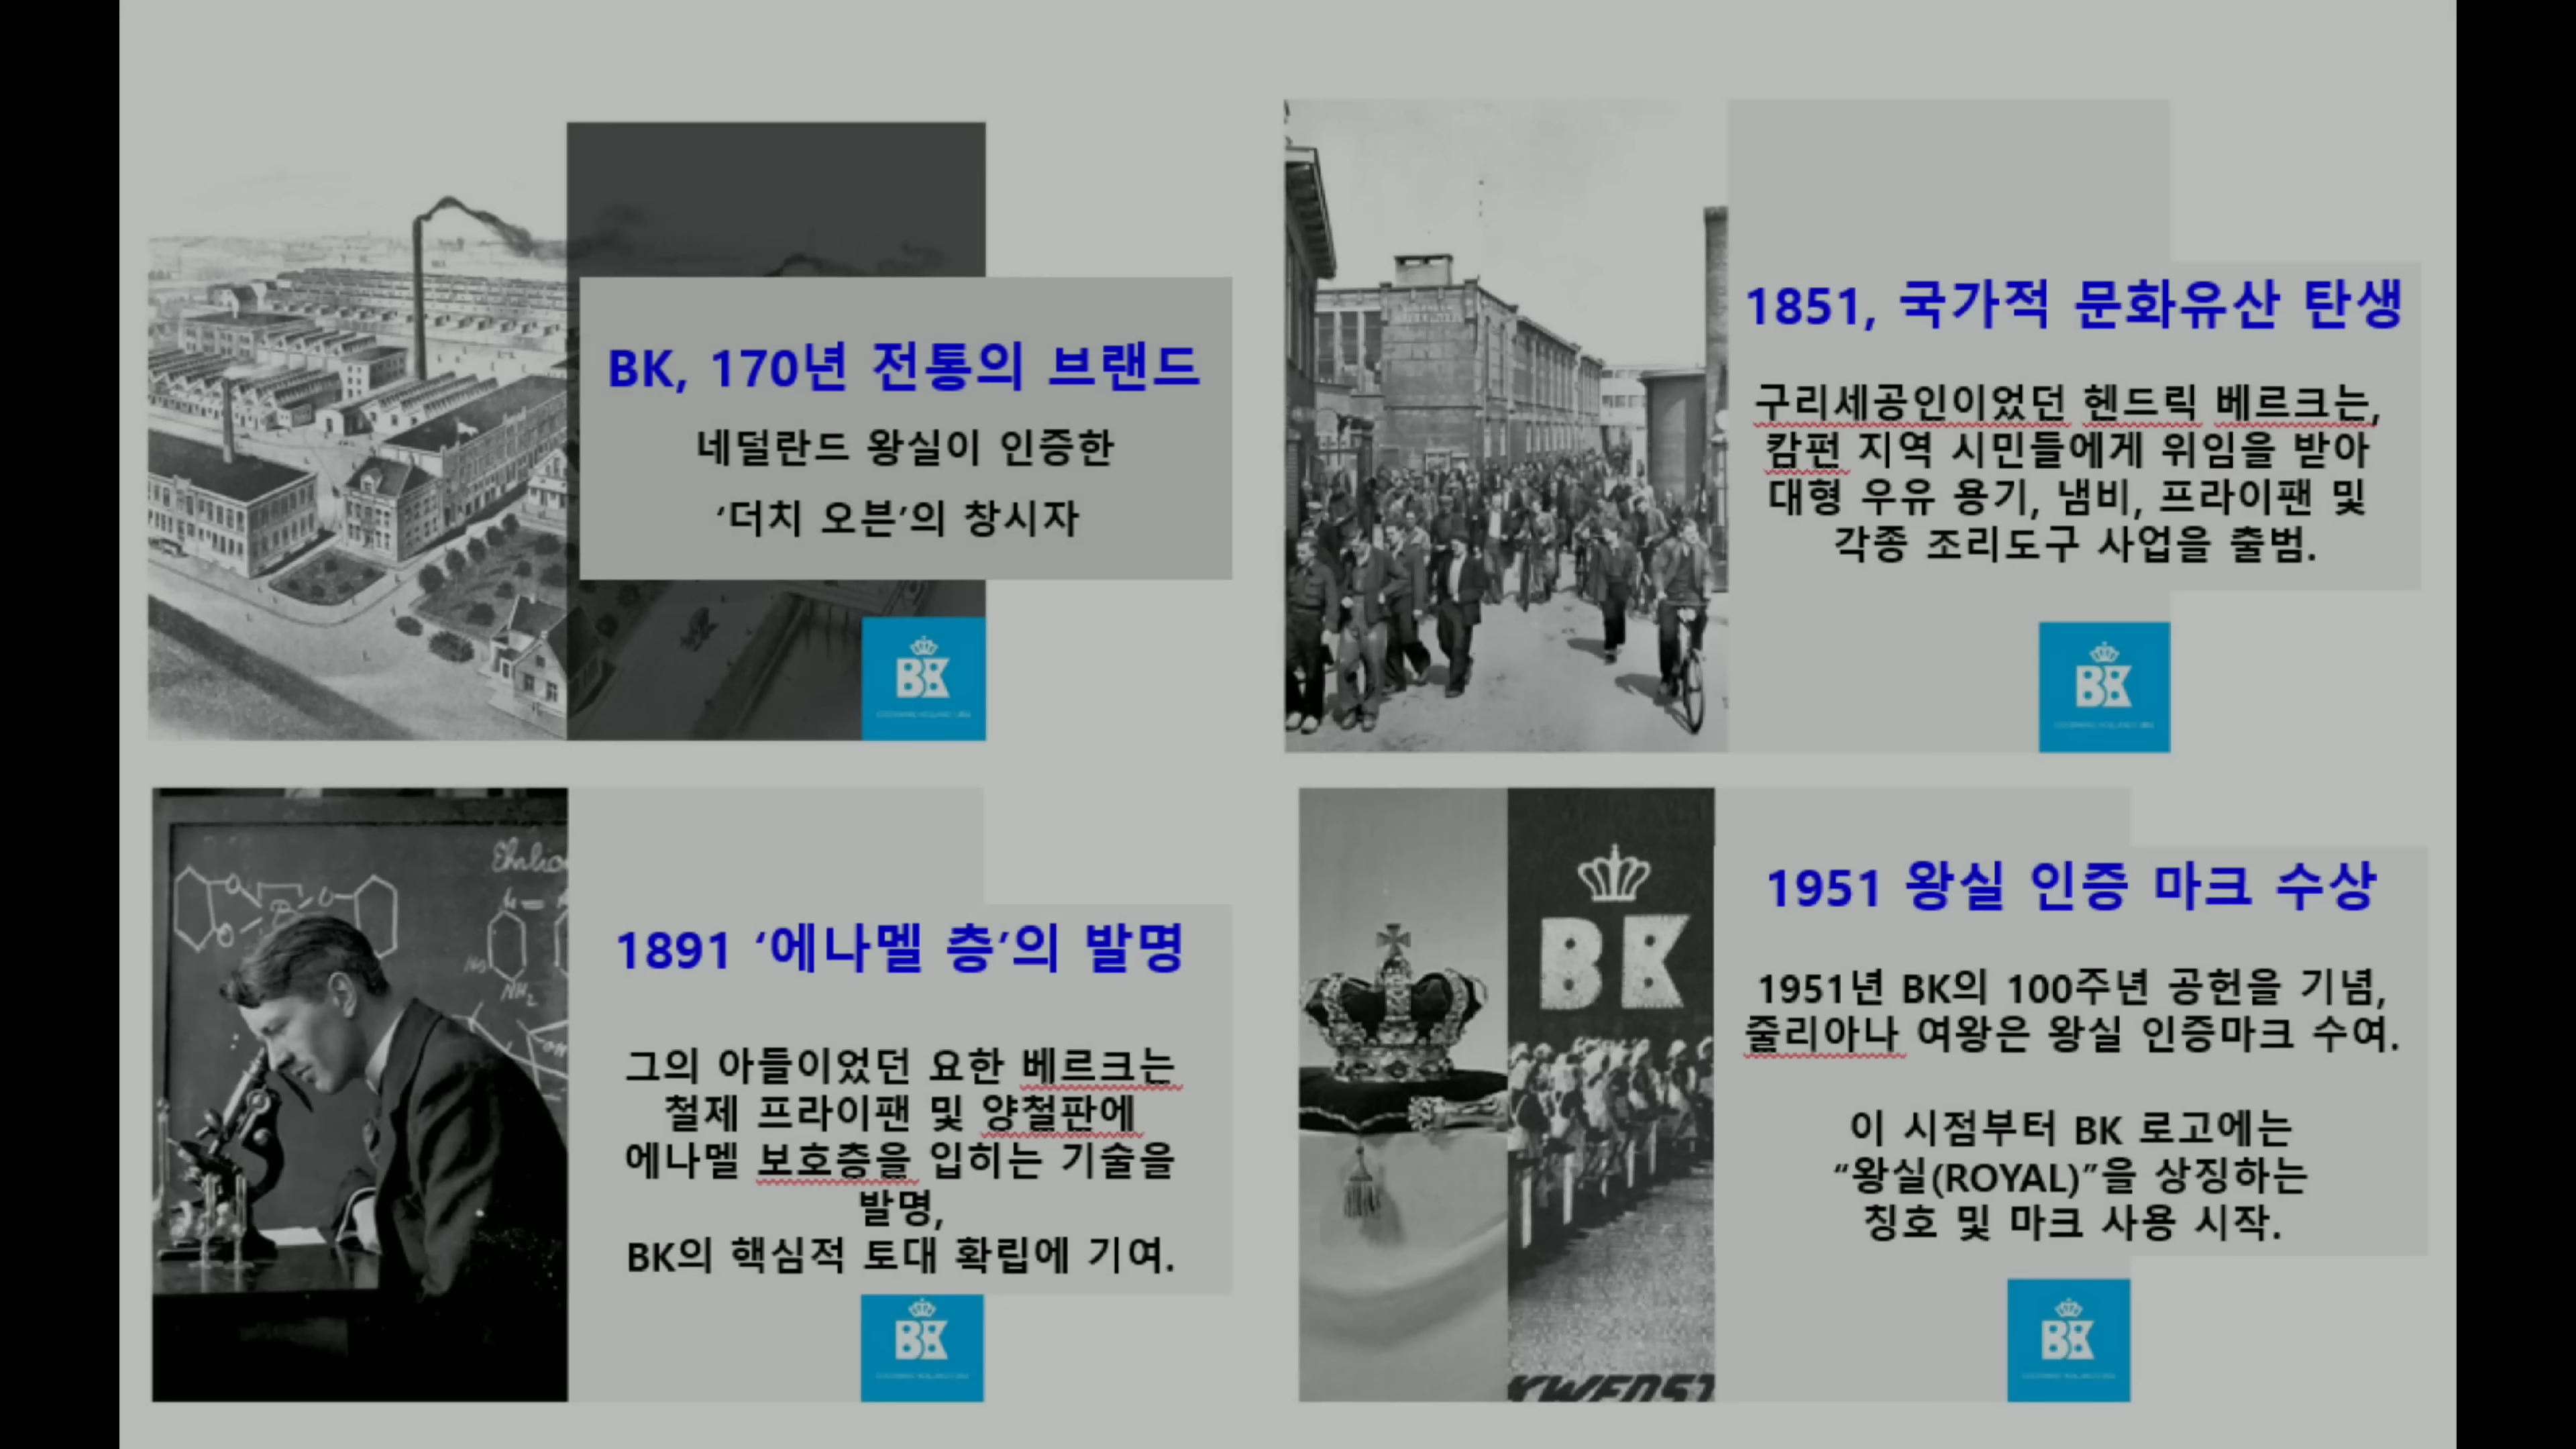 BK, 170년 전통의 브랜드
네덜란드 왕실이 인증한
‘더치 오븐’의 창시자
BK
1851, 국가적 문화유산 탄생
구리세공인이었던 헨드릭 베르크는,
캄펀 지역 시민들에게 위임을 받아
대형 우유 용기, 냄비, 프라이팬 및
각종 조리도구 사업을 출범.
BK
Ehrlic
NH₂
1891 ‘에나멜 층’의 발명
그의 아들이었던 요한 베르크는
철제 프라이팬 및 양철판에
에나멜 보호층을 입히는 기술을
발명,
BK의 핵심적 토대 확립에 기여.
BK
BK
1951 왕실 인증 마크 수상
1951년 BK의 100주년 공헌을 기념,
줄리아나 여왕은 왕실 인증마크 수여.
이 시점부터 BK 로고에는
“왕실(ROYAL)”을 상징하는
칭호 및 마크 사용 시작.
BK